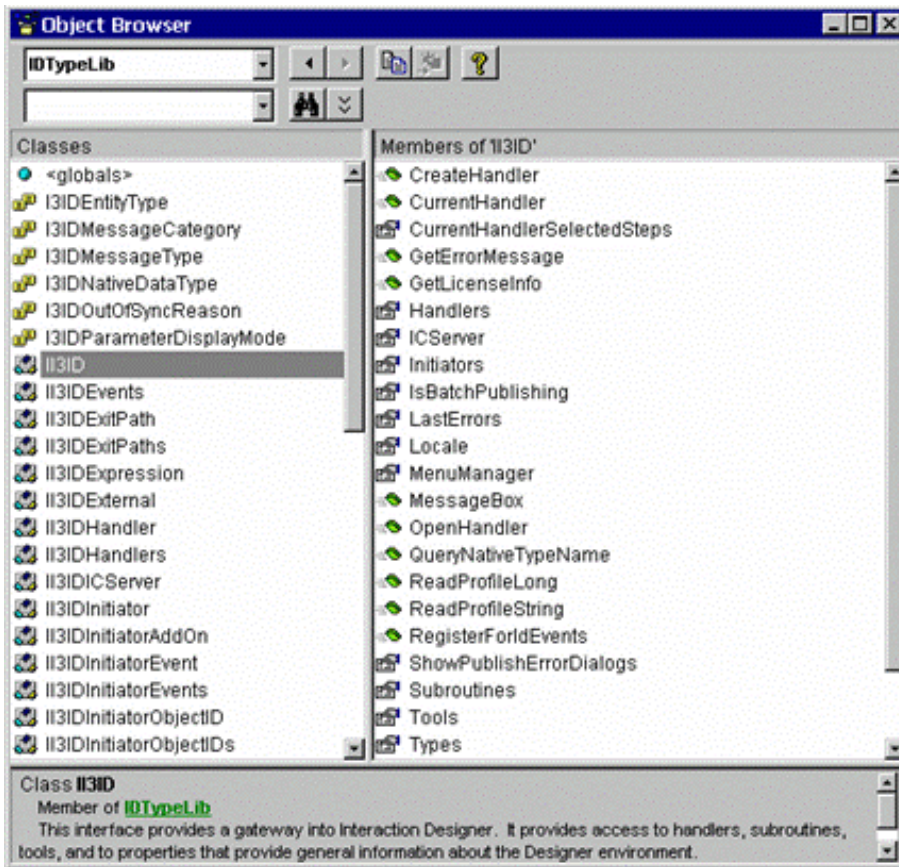 Object Browser
IDTypeLib
Classes
<globals>
I3IDEntityType
I3IDMessageCategory
I3IDMessageType
I3IDNativeDataType
I3IDOutOfSyncReason
I3IDParameterDisplayMode
II3ID
II3IDEvents
II3IDExitPath
II3IDExitPaths
II3IDExpression
II3IDExternal
II3IDHandler
II3IDHandlers
II3IDICServer
II3IDInitiator
II3IDInitiatorAddOn
II3IDInitiatorEvent
II3IDInitiatorEvents
II3IDInitiatorObjectID
II3IDInitiatorObjectIDs
Members of 'II3ID'
CreateHandler
CurrentHandler
CurrentHandlerSelectedSteps
GetErrorMessage
GetLicenseInfo
Handlers
ICServer
Initiators
IsBatchPublishing
LastErrors
Locale
MenuManager
MessageBox
OpenHandler
QueryNativeTypeName
ReadProfileLong
ReadProfileString
RegisterForIdEvents
ShowPublishErrorDialogs
Subroutines
Tools
Types
Class II3ID
Member of IDTypeLib
This interface provides a gateway into Interaction Designer. It provides access to handlers, subroutines,
tools, and to properties that provide general information about the Designer environment.